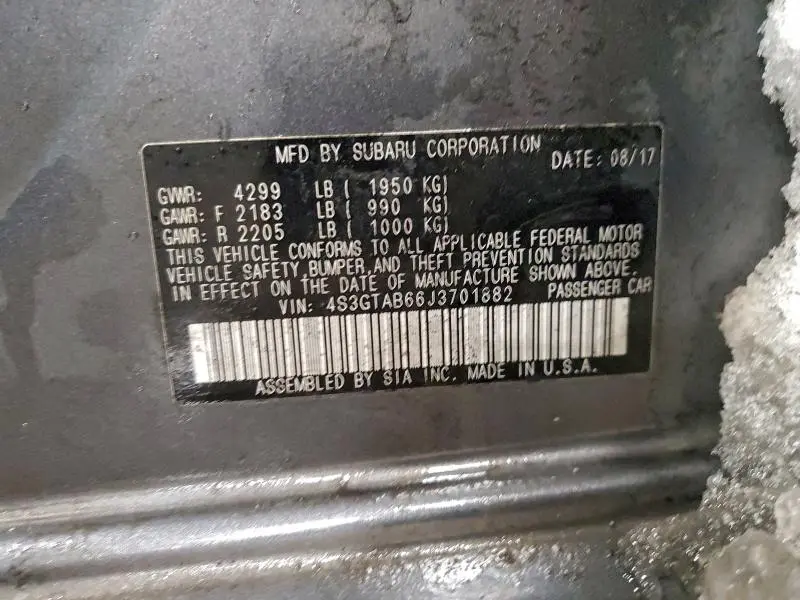 MFD BY SUBARU CORPORATION DATE: 08/17
GVWR: 4299 LB ( 1950 KG)
GAWR: F 2183 LB ( 990 KG)
GAWR: R 2205 LB ( 1000 KG)
THIS VEHICLE CONFORMS TO ALL APPLICABLE FEDERAL MOTOR
VEHICLE SAFETY, BUMPER, AND THEFT PREVENTION STANDARDS
IN EFFECT ON THE DATE OF MANUFACTURE SHOWN ABOVE.
VIN: 4S3GTAB66J3701882 PASSENGER CAR
ASSEMBLED BY SIA INC. MADE IN U.S.A.